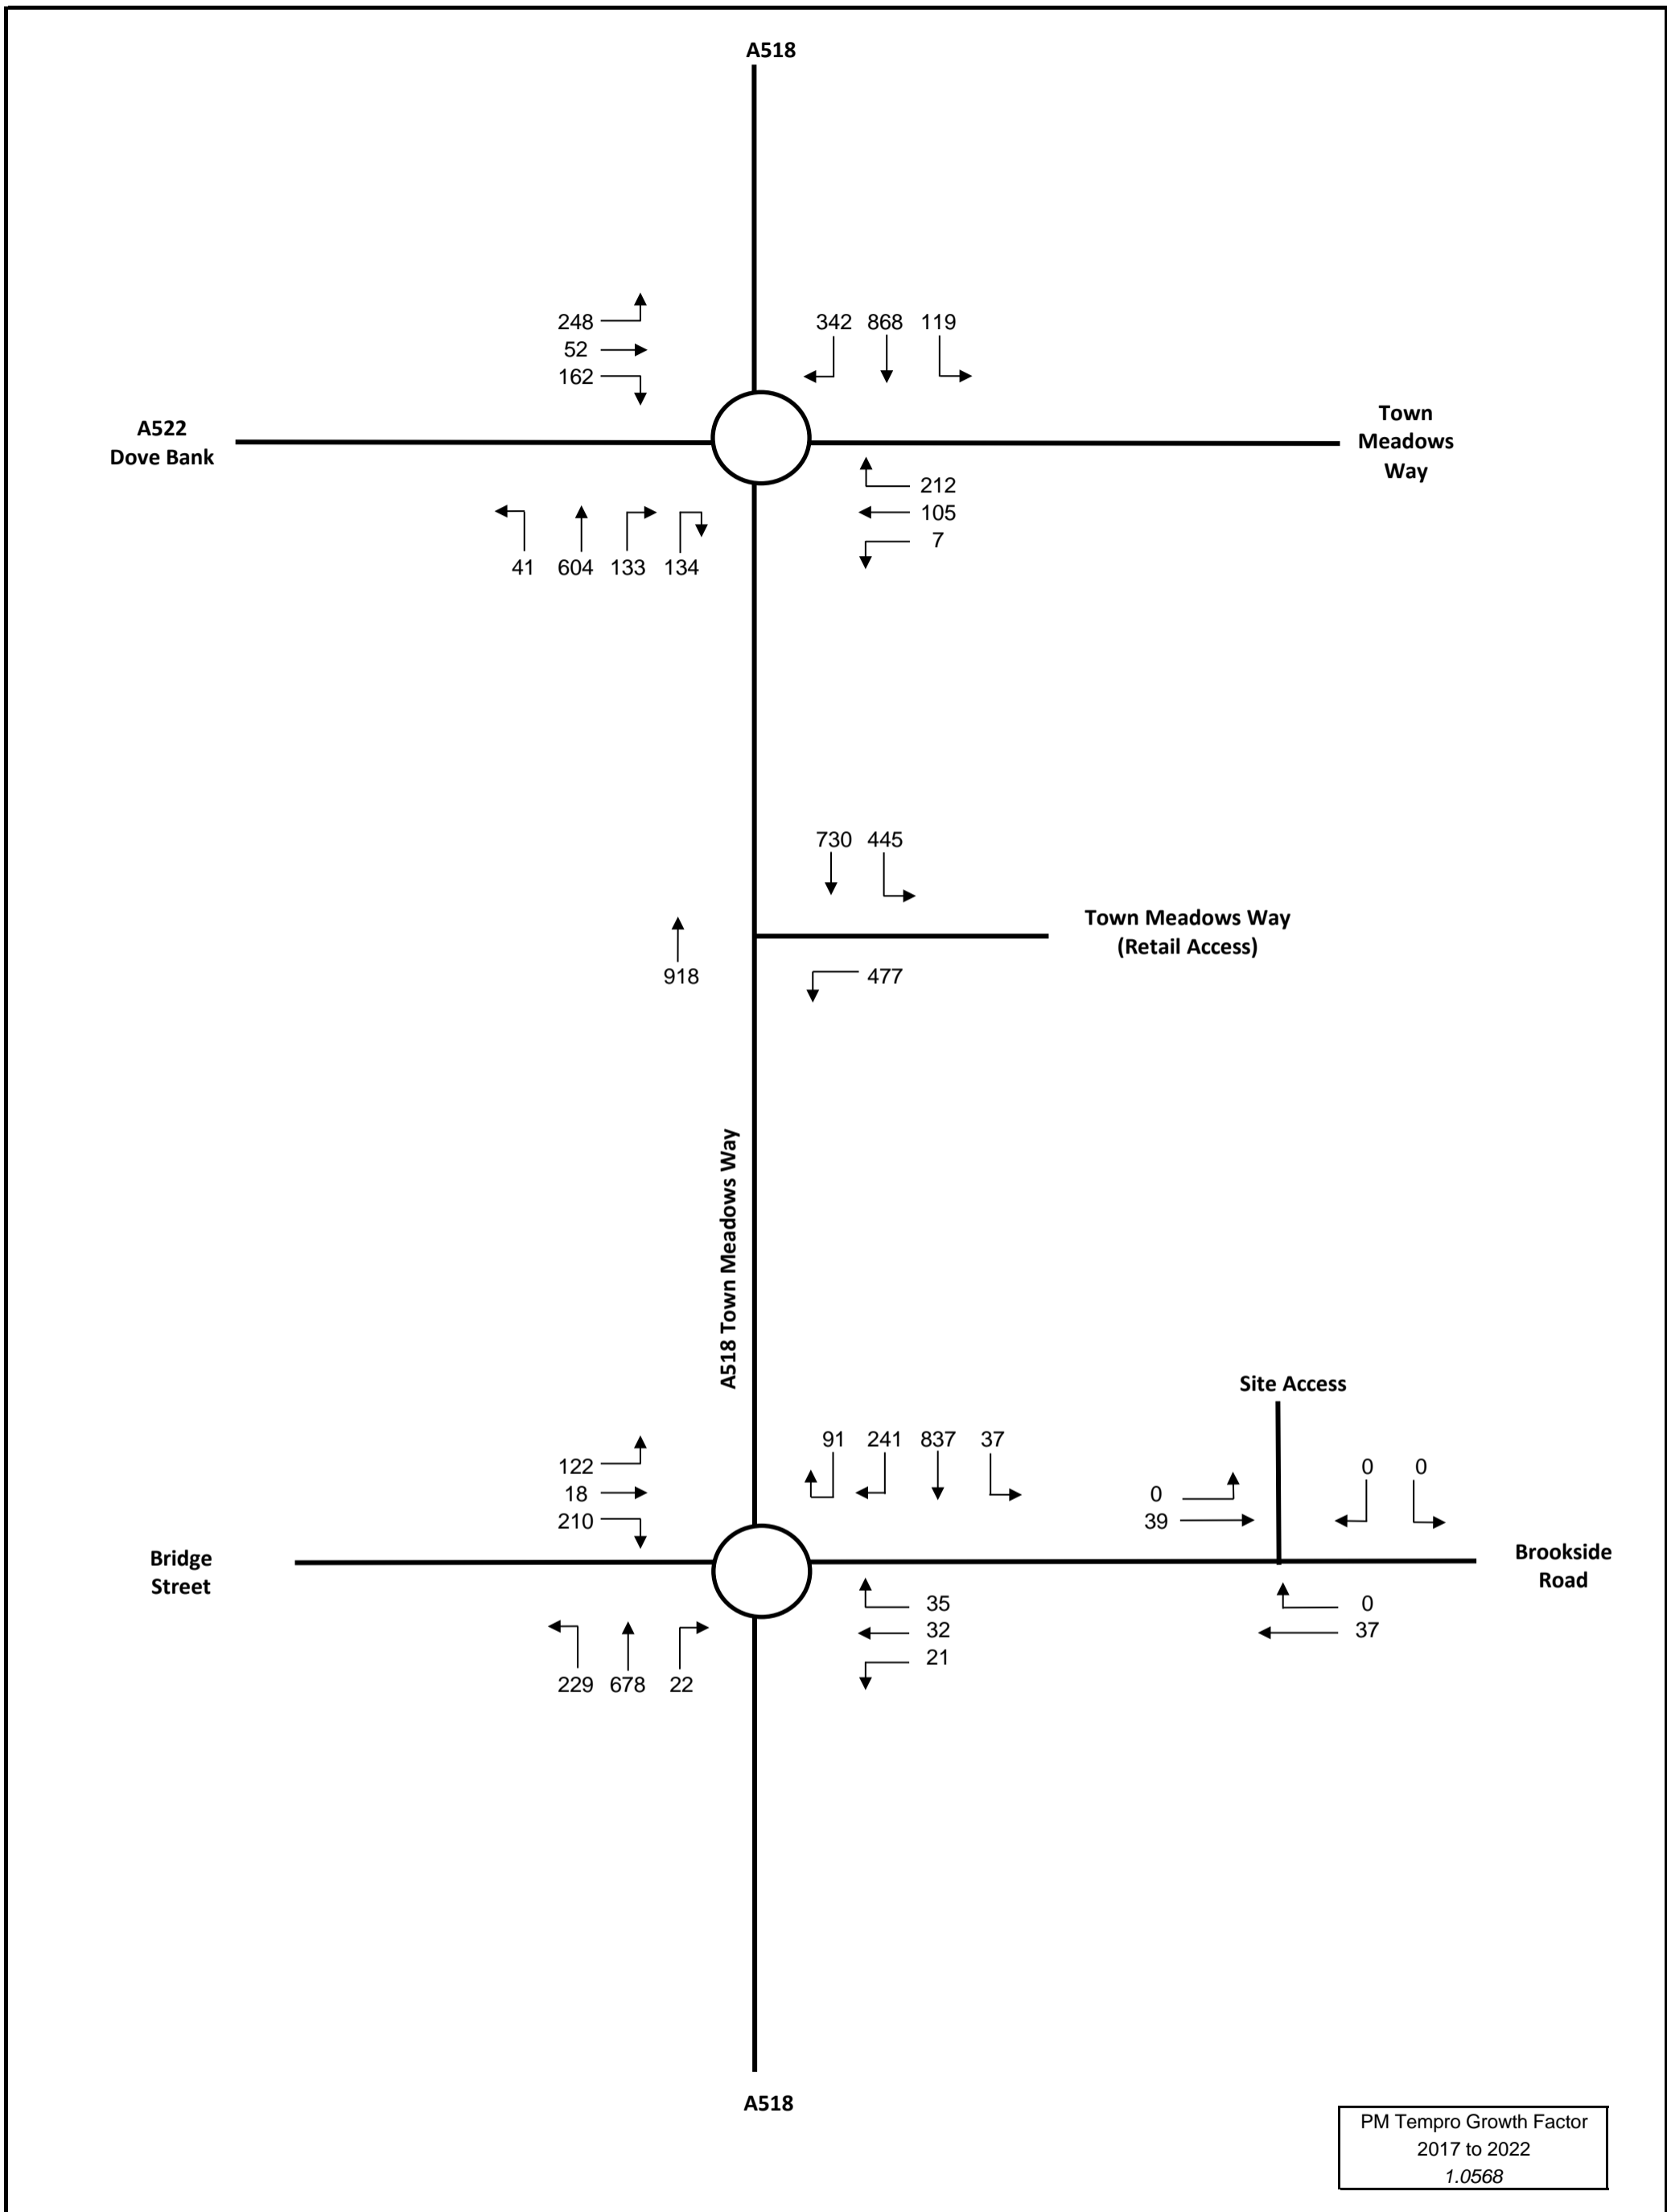 A518
248
52
162
342 868 119
A522
Dove Bank
Town
Meadows
Way
212
105
7
41 604 133 134
730 445
Town Meadows Way
(Retail Access)
918
477
A518 Town Meadows Way
Site Access
122
18
210
91 241 837 37
0
39
0 0
Bridge
Street
Brookside
Road
35
32
21
0
37
229 678 22
A518
PM Tempro Growth Factor
2017 to 2022
1.0568